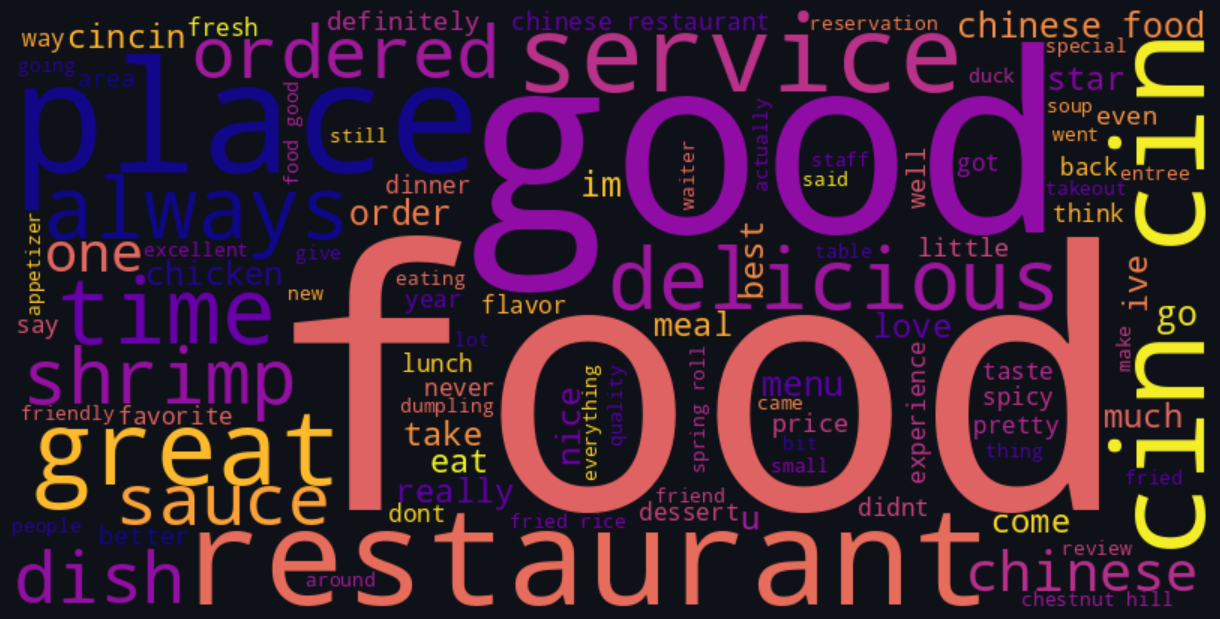 definitely
chinese restaurant
reservation
chinese food
way
cincin
fresh
ordered
service
special
going
area
duck
star
place
good
food good
still
actually
soup
even
cin cin
went
waiter
staff
said
well
got
back
entree
dinner
im
takeout
always
order
think
appetizer
one
excellent
give
best
table
little
chicken
delicious
eating
ive
time
new
year
flavor
go
say
lot
meal
love
make
food
shrimp
lunch
spring roll
experience
never
nice
everything
quality
menu
taste
spicy
friendly
favorite
dumpling
came
price
pretty
much
great
take
bit
thing
eat
small
fried
sauce
really
friend
dont
dessert
u
didnt
fried rice
come
people
better
restaurant
review
dish
around
chinese
chestnut hill